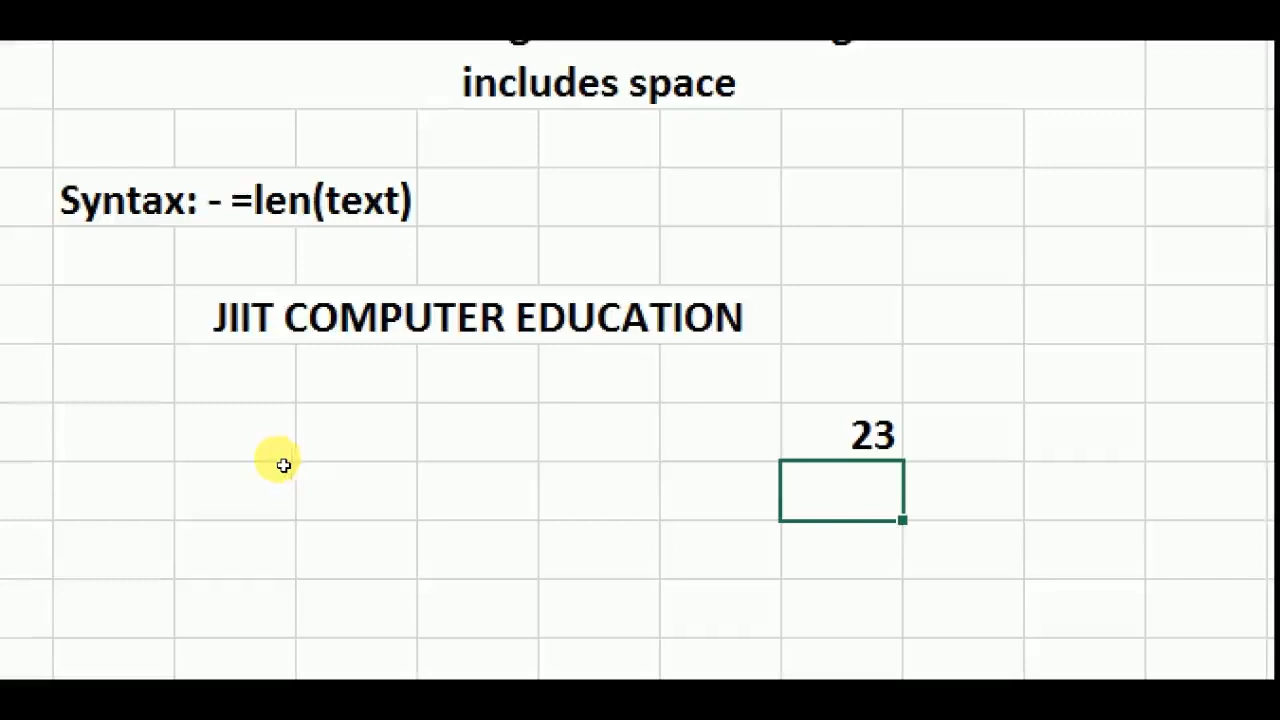 includes space
Syntax: - =len(text)
JIIT COMPUTER EDUCATION
23